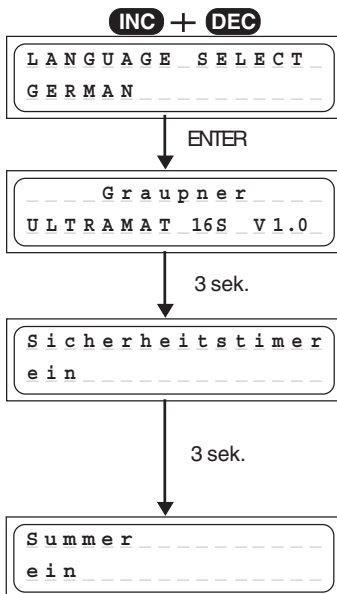 INC + DEC
LANGUAGE SELECT
GERMAN
ENTER
Graupner
ULTRAMAT 16S V1.0
3 sek.
Sicherheitstimer
ein
3 sek.
Summer
ein